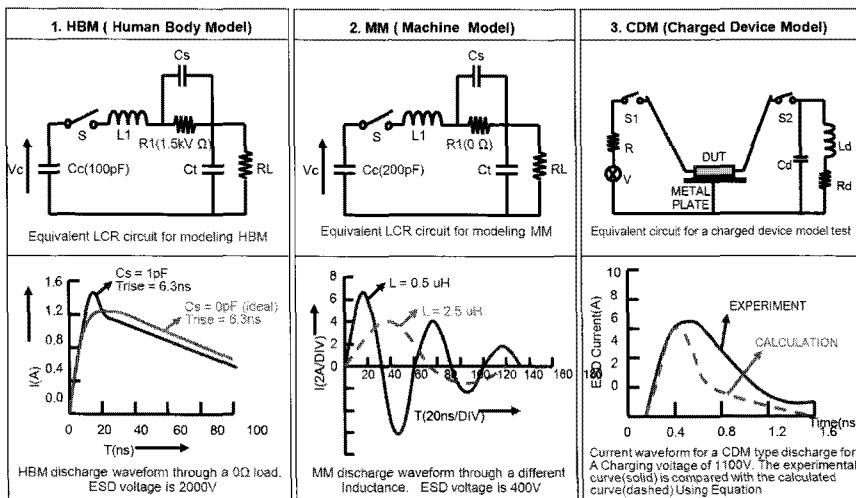 1. HBM ( Human Body Model)
Cs
S
L1
R1(1.5kV Ω)
Vc
Cc(100pF)
Ct
RL
Equivalent LCR circuit for modeling HBM
2. MM ( Machine Model)
Cs
S
L1
R1(0 Ω)
Vc
Cc(200pF)
Ct
RL
Equivalent LCR circuit for modeling MM
3. CDM (Charged Device Model)
S1
S2
R
V
DUT
METAL
PLATE
Cd
Ld
Rd
Equivalent circuit for a charged device model test
1.6
1.2
0.8
0.4
0.0
I(A)
Cs = 1pF
Trise = 6.3ns
Cs = 0pF (ideal)
Trise = 6.3ns
0 20 40 60 80 100
T(ns)
HBM discharge waveform through a 0Ω load.
ESD voltage is 2000V
8
6
4
2
0
I(2A/DIV)
L = 0.5 uH
L = 2.5 uH
20 40 60 80 100 120 140 160 180
T(20ns/DIV)
MM discharge waveform through a different
Inductance. ESD voltage is 400V
10
8
6
4
2
0
ESD Current(A)
EXPERIMENT
CALCULATION
0 0.4 0.8 1.2 1.6
Time(ns
Current waveform for a CDM type discharge for
A Charging voltage of 1100V. The experimental
curve(solid) is compared with the calculated
curve(dashed) Using Equation